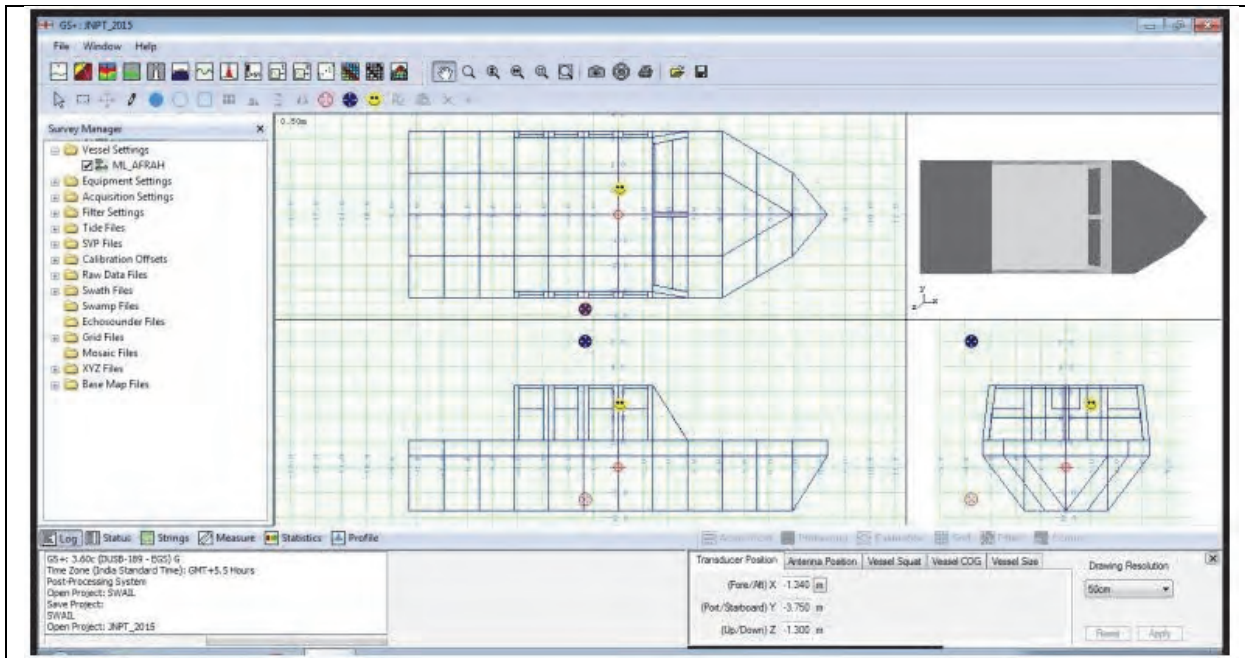 GS+: JNPT_2015
File Window Help
Survey Manager
Vessel Settings
ML_AFRAH
Equipment Settings
Acquisition Settings
Filter Settings
Tide Files
SVP Files
Calibration Offsets
Raw Data Files
Swath Files
Swamp Files
Echosounder Files
Grid Files
Mosaic Files
XYZ Files
Base Map Files
0.50m
y
z x
Log Status Strings Measure Statistics Profile
GS+: 3.60c (DUSB-189 - BGS) G
Time Zone (India Standard Time): GMT+5.5 Hours
Post-Processing System
Open Project: SWAIL
Save Project:
SWAIL
Open Project: JNPT_2015
Acquisition Processing Grid Filter
Transducer Position Antenna Position Vessel Squat Vessel COG Vessel Size
(Fore/Aft) X -1.340 m
(Port/Starboard) Y -3.750 m
(Up/Down) Z -1.300 m
Drawing Resolution
50cm
Reset Apply